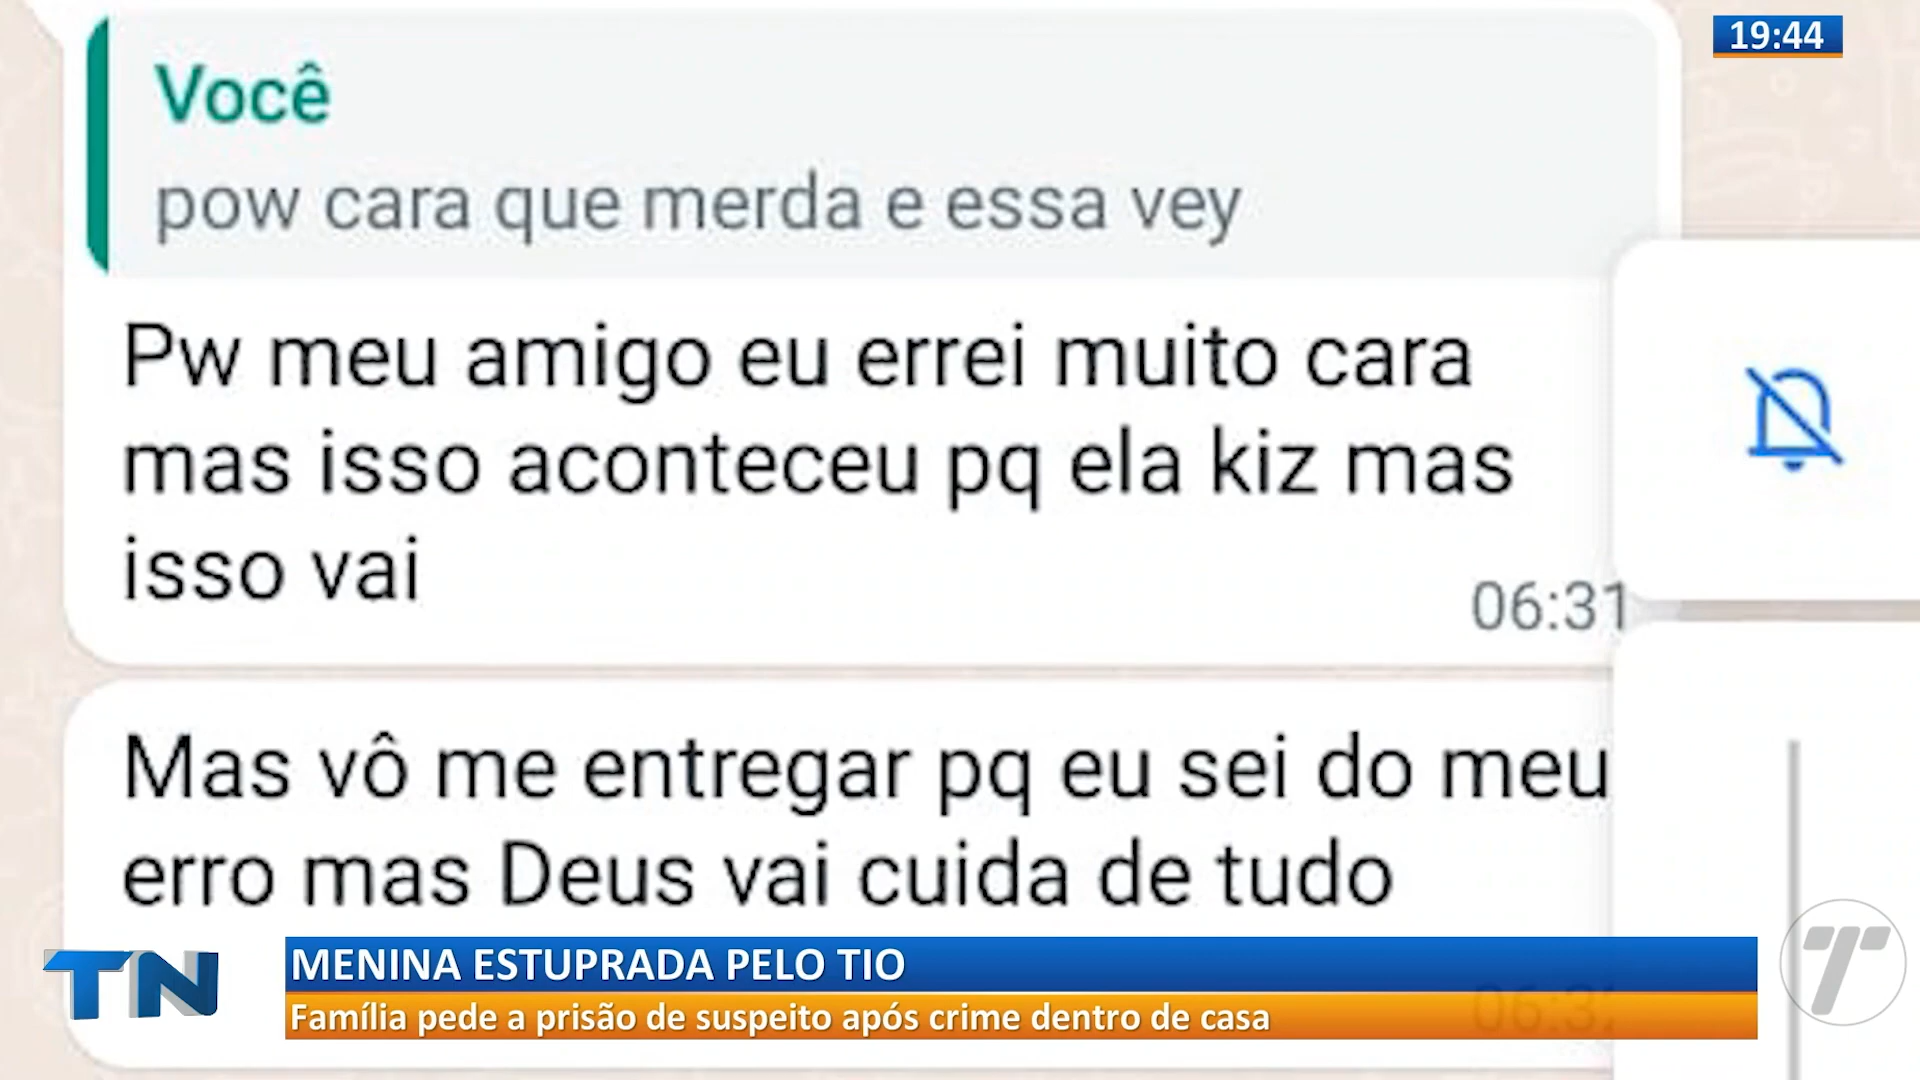 19:44
Você
pow cara que merda e essa vey
Pw meu amigo eu errei muito cara
mas isso aconteceu pq ela kiz mas
isso vai
06:31
Mas vô me entregar pq eu sei do meu
erro mas Deus vai cuida de tudo
TN
MENINA ESTUPRADA PELO TIO
Família pede a prisão de suspeito após crime dentro de casa